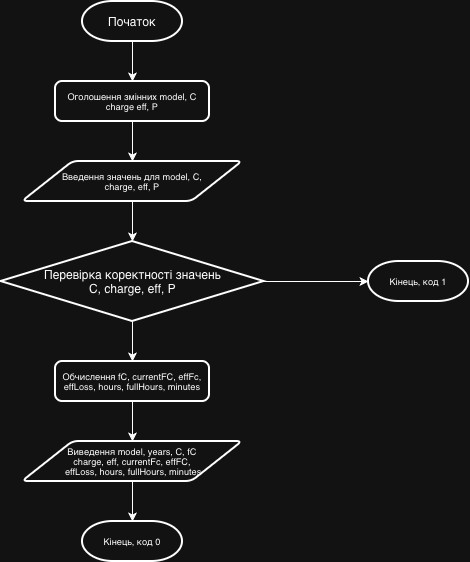 Початок
Оголошення змінних model, C
charge eff, P
Введення значень для model, C,
charge, eff, P
Перевірка коректності значень
C, charge, eff, P
Кінець, код 1
Обчислення fC, currentFC, effFc,
effLoss, hours, fullHours, minutes
Виведення model, years, C, fC
charge, eff, currentFc, effFC,
effLoss, hours, fullHours, minutes
Кінець, код 0